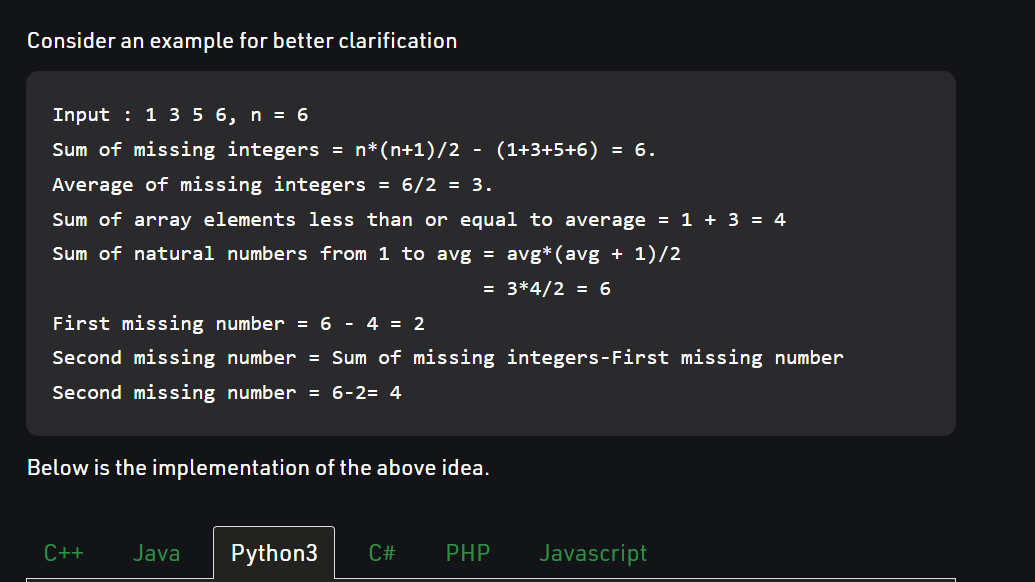 Consider an example for better clarification
Input : 1 3 5 6, n = 6
Sum of missing integers = n*(n+1)/2 - (1+3+5+6) = 6.
Average of missing integers = 6/2 = 3.
Sum of array elements less than or equal to average = 1 + 3 = 4
Sum of natural numbers from 1 to avg = avg*(avg + 1)/2
= 3*4/2 = 6
First missing number = 6 - 4 = 2
Second missing number = Sum of missing integers-First missing number
Second missing number = 6-2= 4
Below is the implementation of the above idea.
C++ Java Python3 C# PHP Javascript